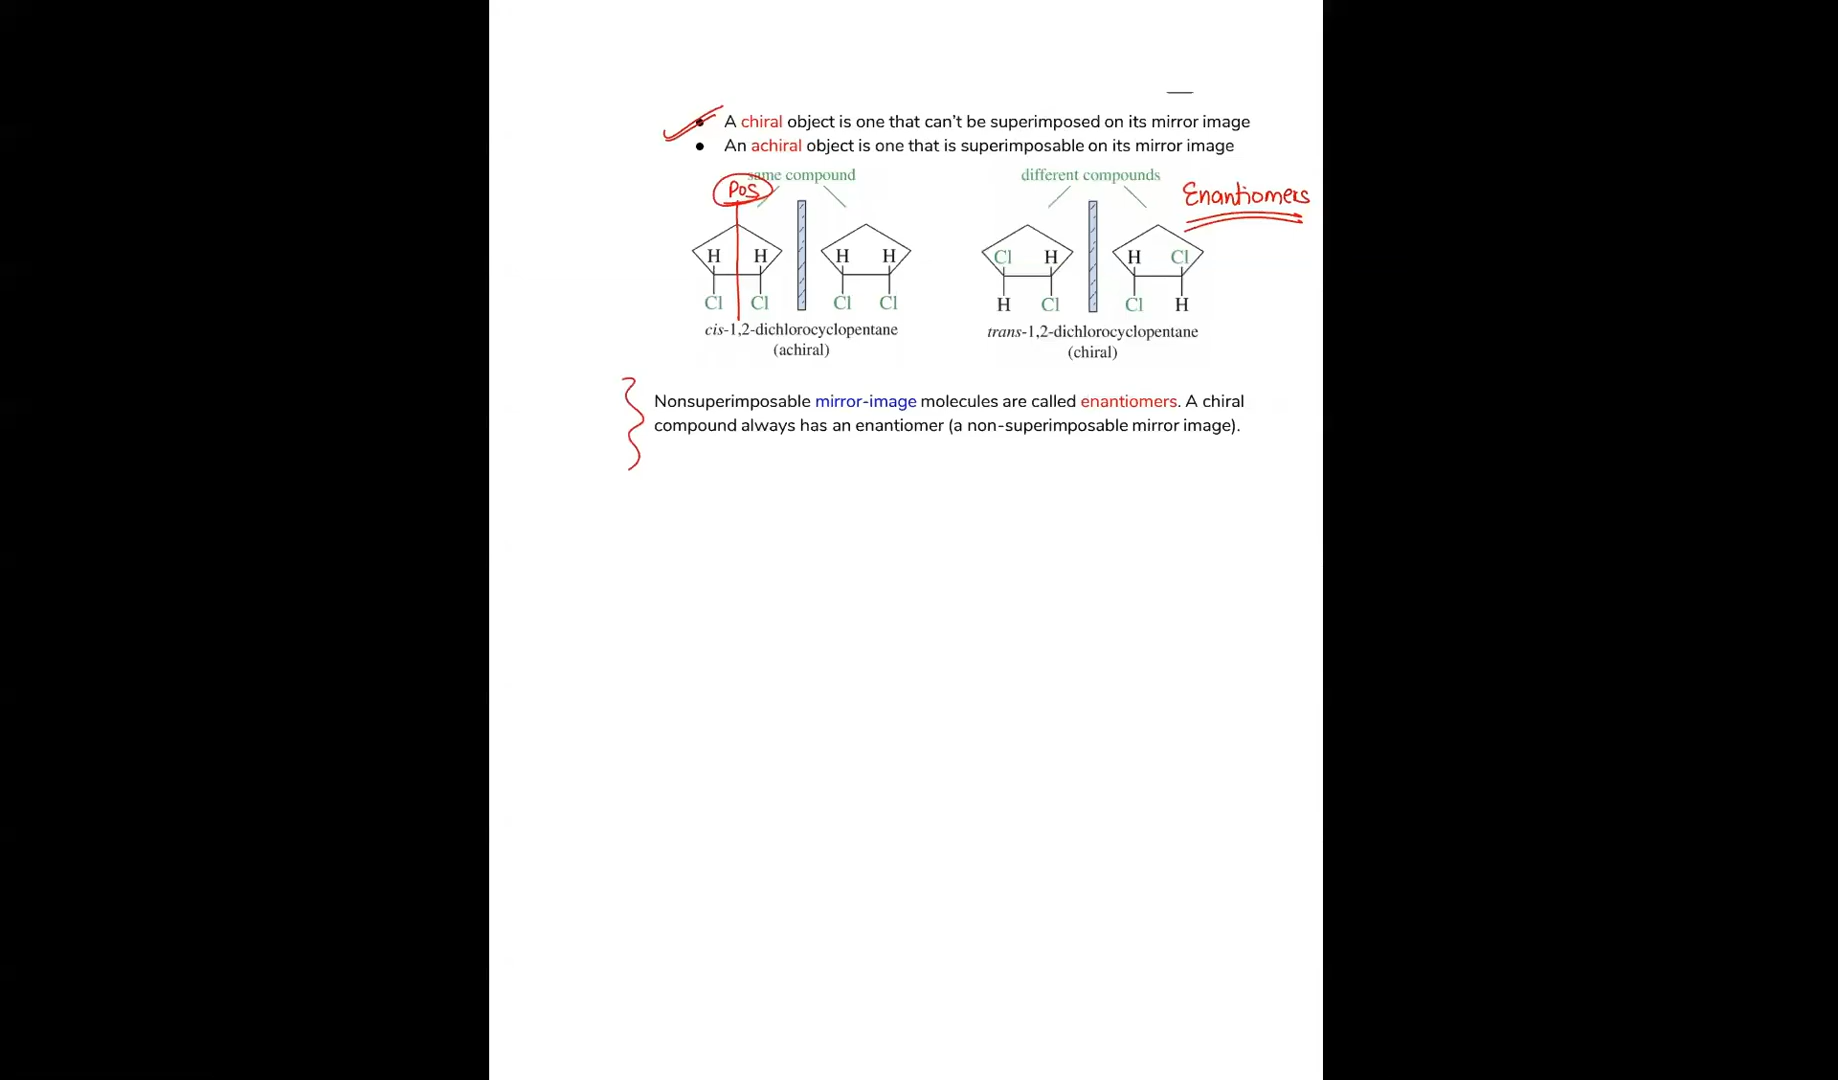 A chiral object is one that can't be superimposed on its mirror image
An achiral object is one that is superimposable on its mirror image
same compound
different compounds
POS
Enantiomers
H H H H Cl H H Cl
Cl Cl Cl Cl H Cl Cl H
cis-1,2-dichlorocyclopentane
(achiral)
trans-1,2-dichlorocyclopentane
(chiral)
Nonsuperimposable mirror-image molecules are called enantiomers. A chiral
compound always has an enantiomer (a non-superimposable mirror image).